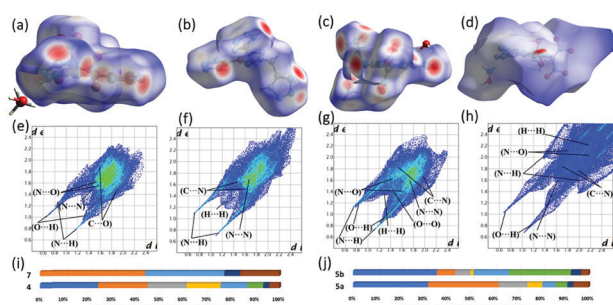 (a) (b) (c) (d)
(e) (f) (g) (h)
d e
2.4
2.2
2.0
1.8
1.6
1.4
1.2
1.0
0.8
0.6
(N···O)
(N···N)
(O···H)
(N···H)
C···O)
0.6 0.8 1.0 1.2 1.4 1.6 1.8 2.0 2.2 2.4
d i
(C···N)
(H···H)
(N···H)
(N···N)
(N···O)
(O···H)
(N···H)
(H···H)
(C···N)
(N···N)
(O···O)
(H···H)
(N···O)
(N···H)
(C···N)
(N···N)
(i) (j)
7
4
0% 10% 20% 30% 40% 50% 60% 70% 80% 90% 100%
5b
5a
0% 10% 20% 30% 40% 50% 60% 70% 80% 90% 100%